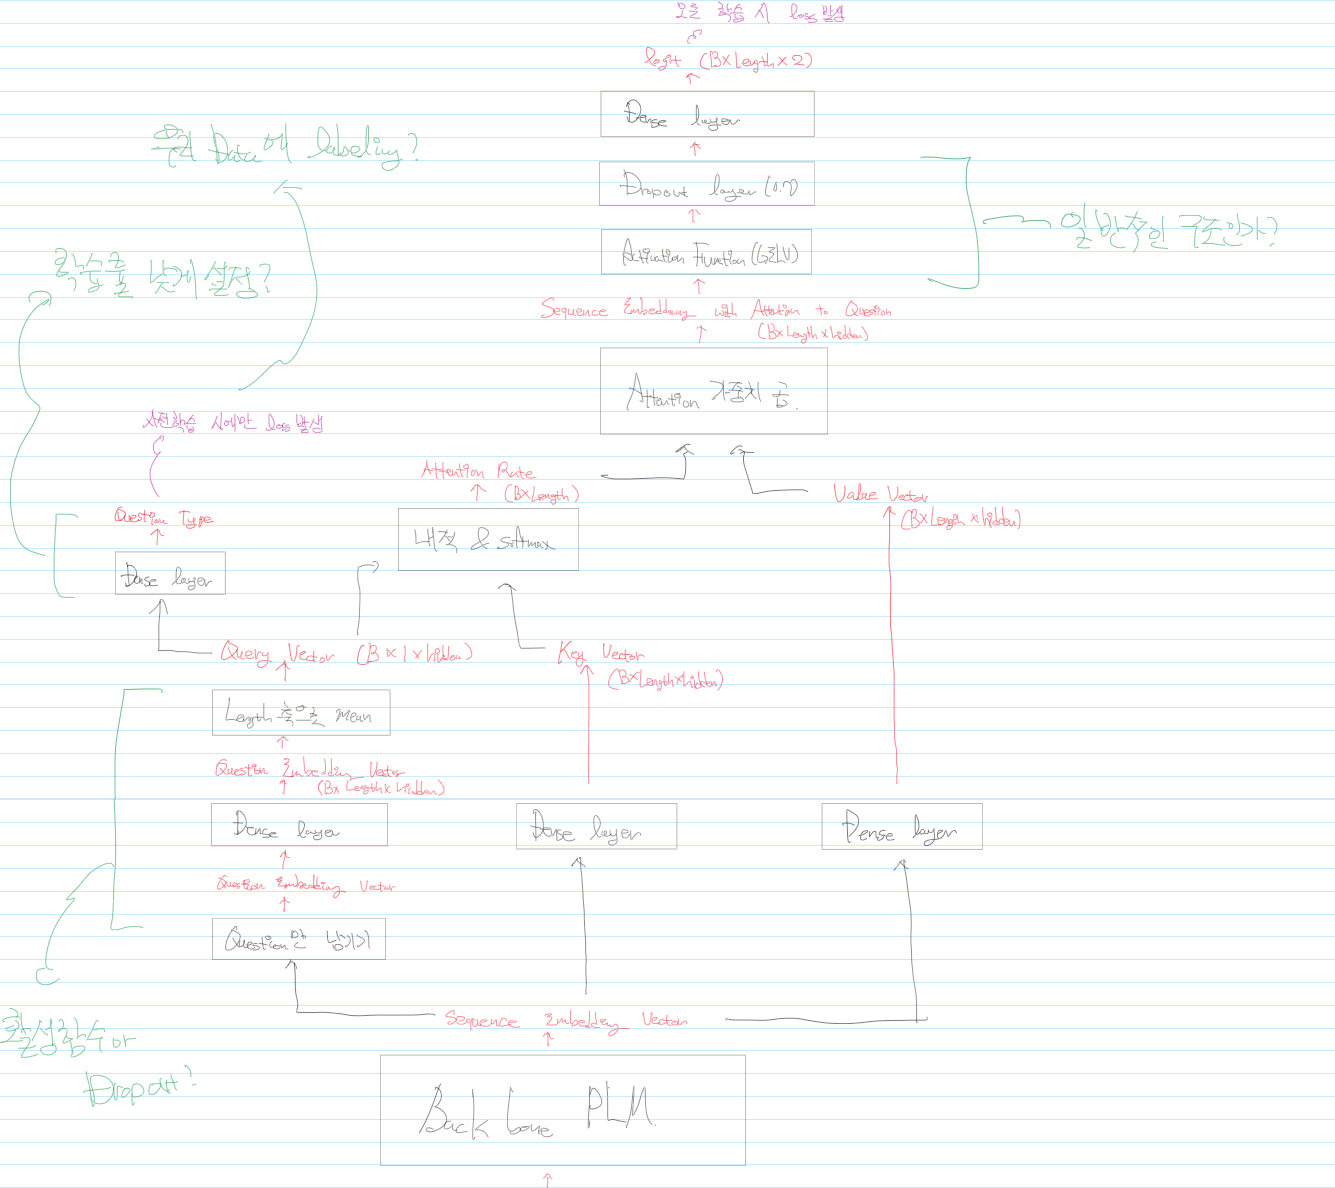 모든 학습 시 loss 발생
logit (B×Length×2)
Dense layer
우리 Data에 labeling?
Dropout layer (0.7)
일반적인 구조인가?
Activation Function (GELU)
학습률 낮게 설정?
Sequence Embedding with Attention to Question
(B×Length×hidden)
Attention 가중치 곱.
사전학습 시에만 loss 발생
Attention Rate
(B×Length)
Value Vector
(B×Length×hidden)
Question Type
내적 & softmax
Dense layer
Query Vector (B×1×hidden)
Key Vector
(B×Length×hidden)
Length 축으로 mean
Question Embedding Vector
(B×Length×hidden)
Dense layer
Dense layer
Dense layer
Question Embedding Vector
Question만 남기기
Sequence Embedding Vector
활성함수나
Dropout?
Back bone PLM.